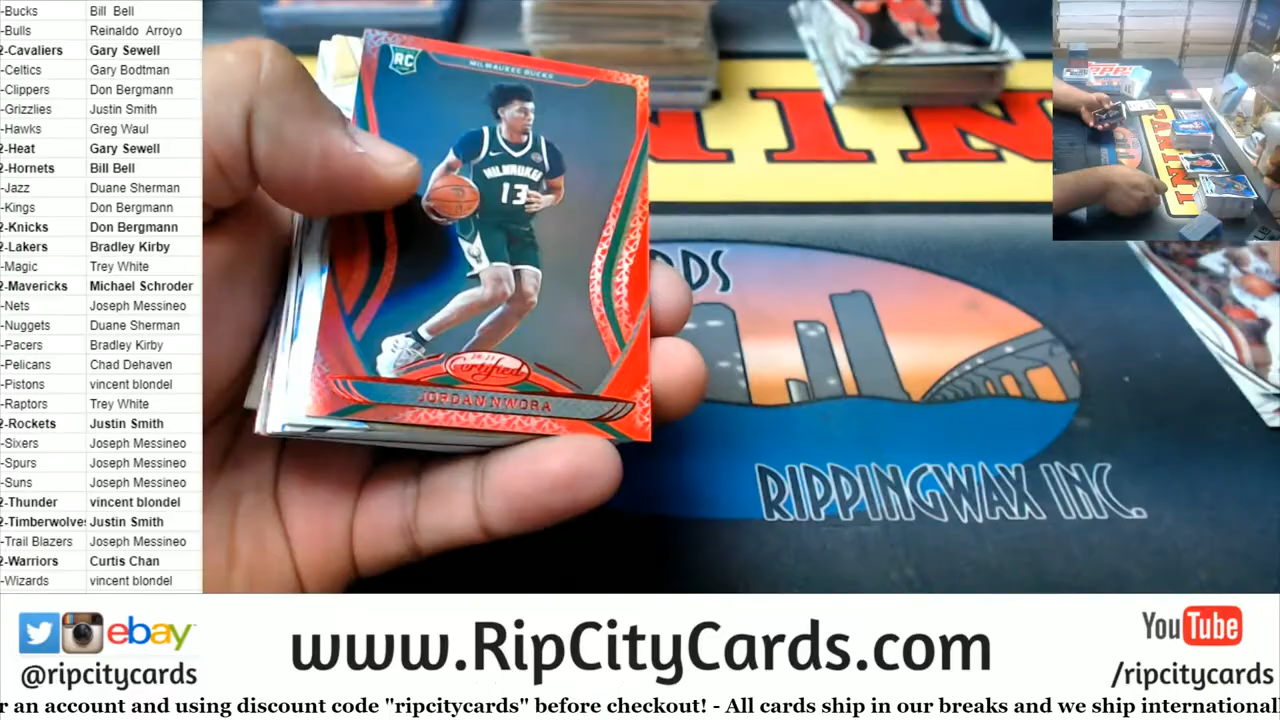 -Bucks Bill Bell
-Bulls Reinaldo Arroyo
2-Cavaliers Gary Sewell
-Celtics Gary Bodtman
-Clippers Don Bergmann
-Grizzlies Justin Smith
-Hawks Greg Waul
2-Heat Gary Sewell
2-Hornets Bill Bell
-Jazz Duane Sherman
-Kings Don Bergmann
2-Knicks Don Bergmann
2-Lakers Bradley Kirby
-Magic Trey White
2-Mavericks Michael Schroder
-Nets Joseph Messineo
-Nuggets Duane Sherman
-Pacers Bradley Kirby
-Pelicans Chad Dehaven
-Pistons vincent blondel
-Raptors Trey White
2-Rockets Justin Smith
-Sixers Joseph Messineo
-Spurs Joseph Messineo
-Suns Joseph Messineo
2-Thunder vincent blondel
2-Timberwolves Justin Smith
-Trail Blazers Joseph Messineo
2-Warriors Curtis Chan
-Wizards vincent blondel
RC
MILWAUKEE BUCKS
MILWAUKEE
13
20-21
Certified
JORDAN NWORA
ININ
RDS
RIPPINGWAX INC.
PANINI
ebay
@ripcitycards
www.RipCityCards.com
YouTube
/ripcitycards
r an account and using discount code "ripcitycards" before checkout! - All cards ship in our breaks and we ship international